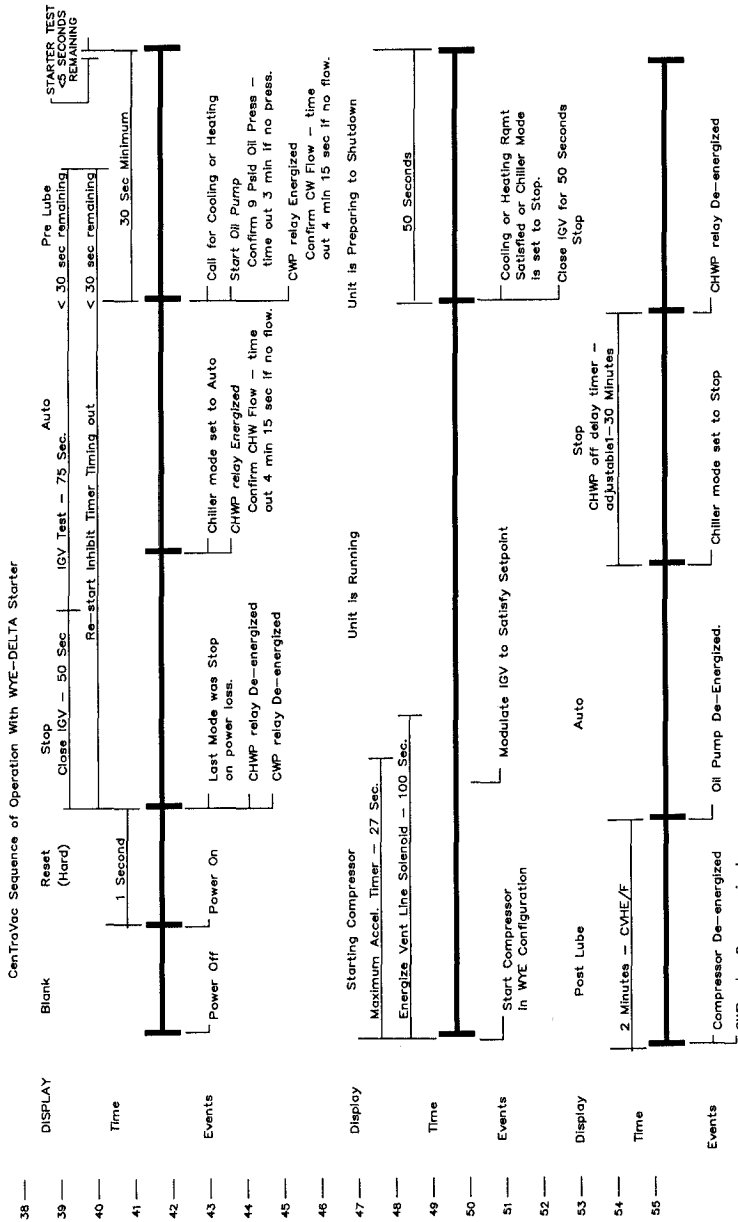 CenTraVac Sequence of Operation With WYE-DELTA Starter
38
39
40
41
42
43
44
45
46
47
48
49
50
51
52
53
54
55
DISPLAY
Blank
Reset
(Hard)
Stop
Auto
Pre Lube
STARTER TEST
<5 SECONDS
REMAINING
Close IGV - 50 Sec
IGV Test - 75 Sec.
< 30 sec remaining
Re-start Inhibit Timer Timing out
< 30 sec remaining
Time
1 Second
30 Sec Minimum
Events
Power Off
Power On
Last Mode was Stop
on power loss.
CHWP relay De-energized
CWP relay De-energized
Chiller mode set to Auto
CHWP relay Energized
Confirm CHW Flow - time
out 4 min 15 sec if no flow.
Call for Cooling or Heating
Start Oil Pump
Confirm 9 Psid Oil Press -
time out 3 min if no press.
CWP relay Energized
Confirm CW Flow - time
out 4 min 15 sec if no flow.
Display
Starting Compressor
Unit is Running
Unit is Preparing to Shutdown
Maximum Accel. Timer - 27 Sec.
Energize Vent Line Solenoid - 100 Sec.
Time
50 Seconds
Events
Start Compressor
in WYE Configuration
Modulate IGV to Satisfy Setpoint
Cooling or Heating Rqmt
Satisfied or Chiller Mode
is set to Stop.
Close IGV for 50 Seconds
Display
Post Lube
Auto
Stop
Stop
CHWP off delay timer -
adjustable1-30 Minutes
Time
2 Minutes - CVHE/F
Events
Compressor De-energized
Oil Pump De-Energized.
Chiller mode set to Stop
CHWP relay De-energized